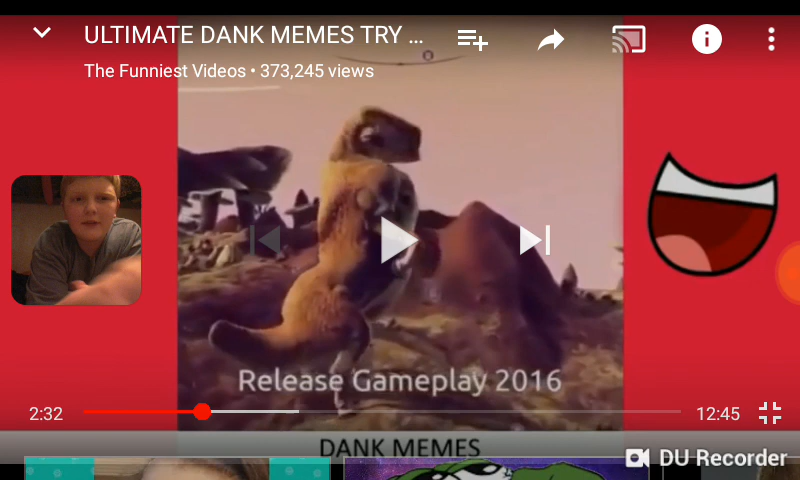 ULTIMATE DANK MEMES TRY ...
The Funniest Videos • 373,245 views
Release Gameplay 2016
2:32
12:45
DANK MEMES
DU Recorder